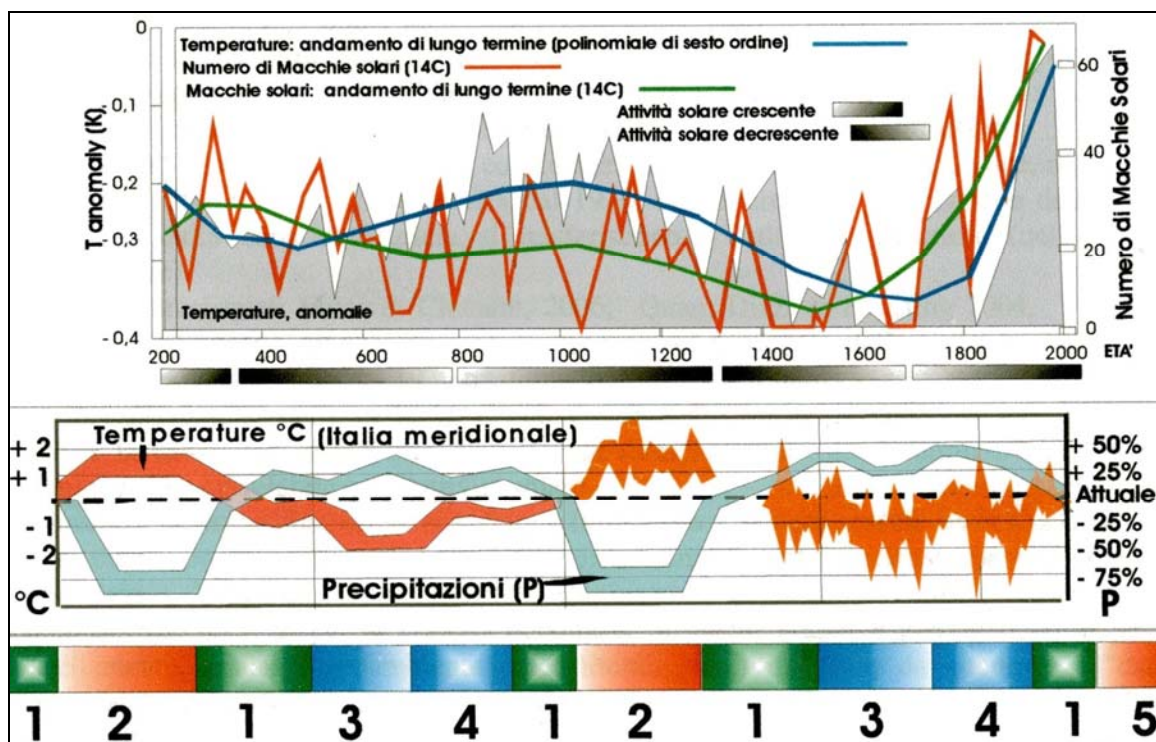 0
Temperature: andamento di lungo termine (polinomiale di sesto ordine)
Numero di Macchie solari (14C)
Macchie solari: andamento di lungo termine (14C)
Attività solare crescente
Attività solare decrescente
T anomaly (K),
0,1
- 0,2
- 0,3
- 0,4
Temperature, anomalie
60
40
20
0
Numero di Macchie Solari
200 400 600 800 1000 1200 1400 1600 1800 2000 ETA'
Temperature °C (Italia meridionale)
+ 2
+ 1
- 1
- 2
°C
Precipitazioni (P)
+ 50%
+ 25%
Attuale
- 25%
- 50%
- 75%
P
1 2 1 3 4 1 2 1 3 4 1 5